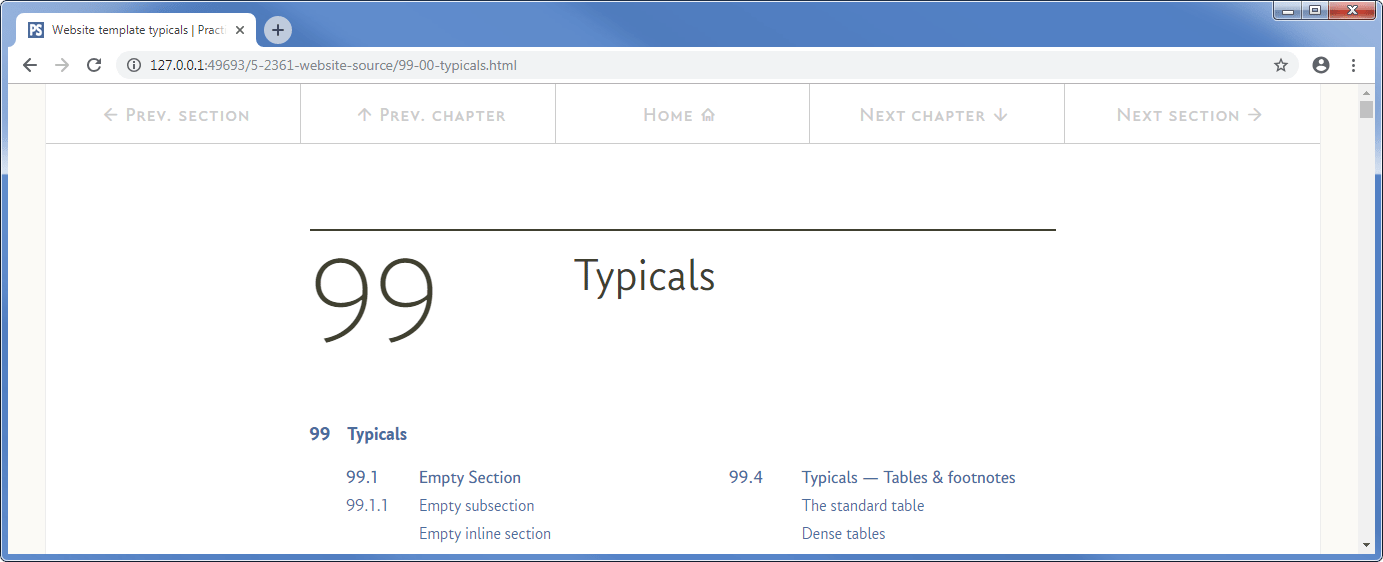 PS Website template typicals | Practi
127.0.0.1:49693/5-2361-website-source/99-00-typicals.html
← Prev. section ↑ Prev. chapter Home Next chapter ↓ Next section →
99 Typicals
99 Typicals
99.1 Empty Section
99.1.1 Empty subsection
Empty inline section
99.4 Typicals — Tables & footnotes
The standard table
Dense tables